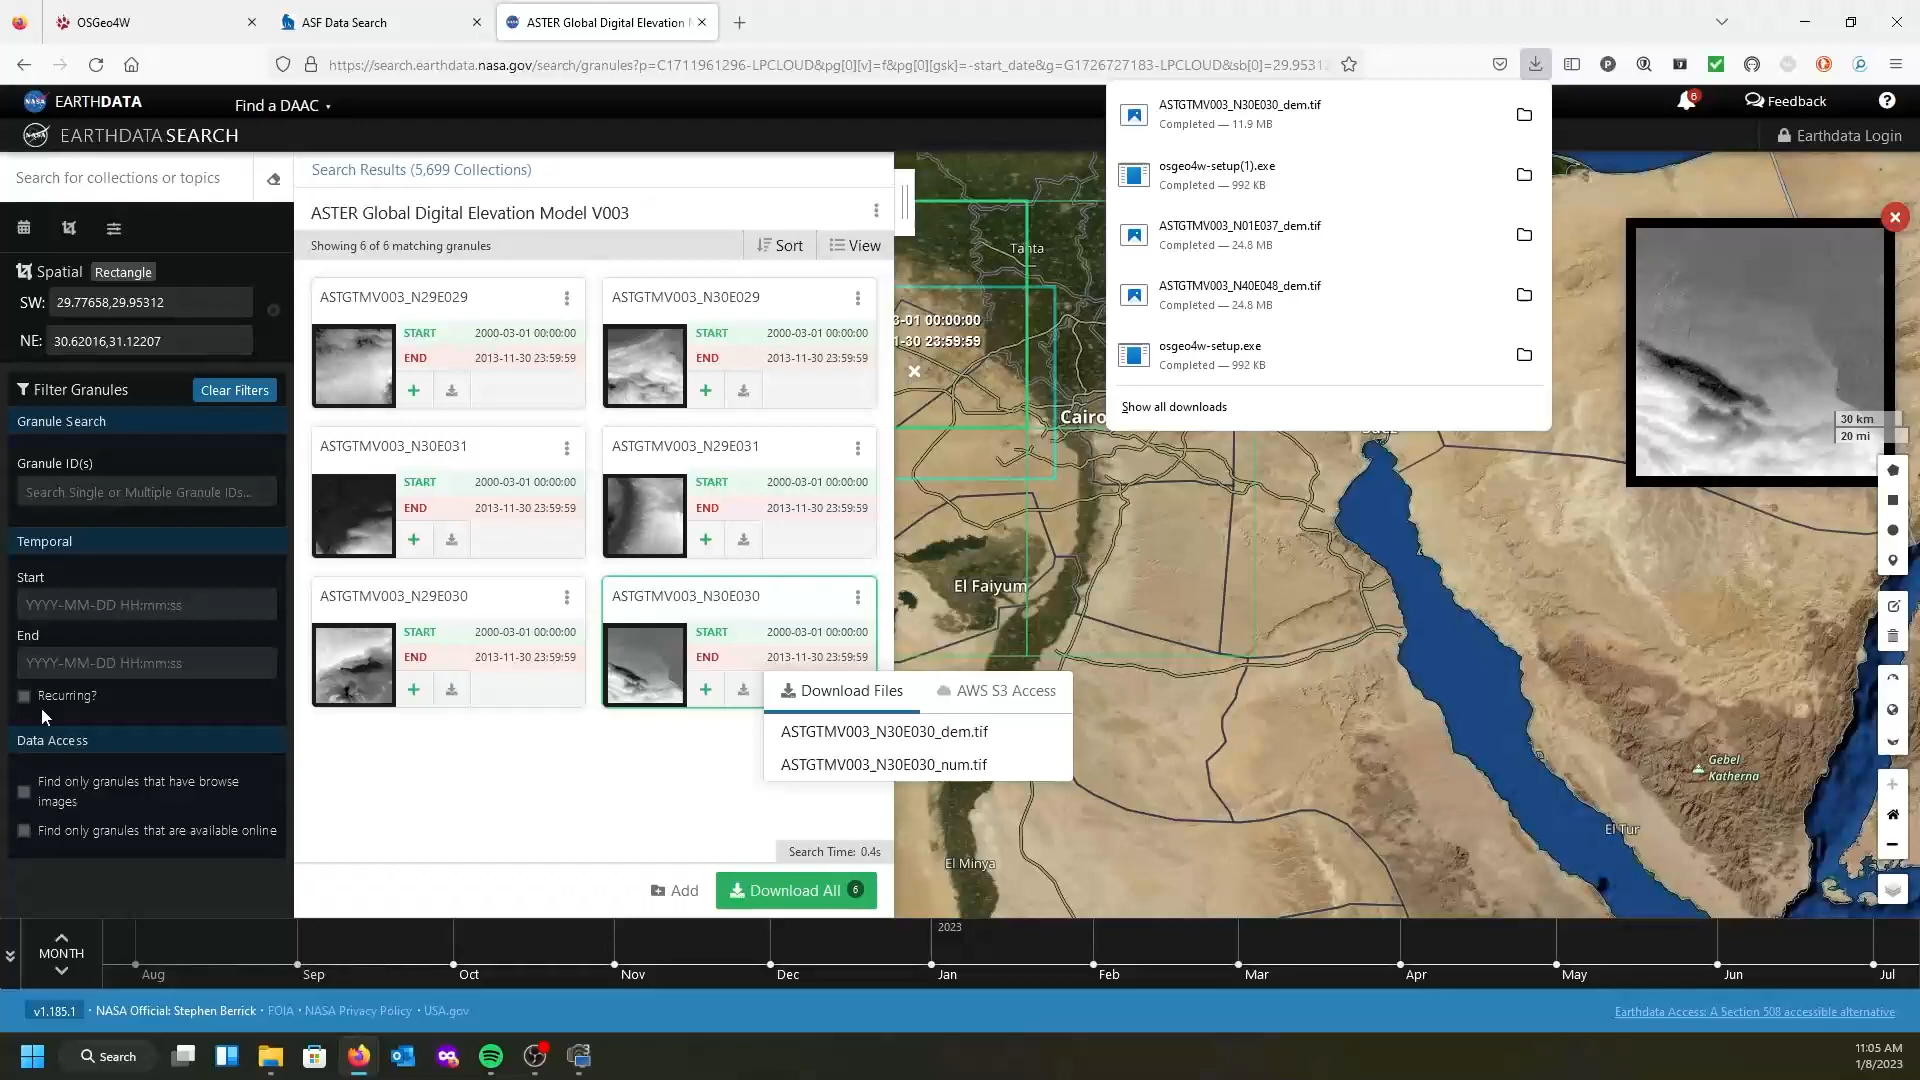 OSGeo4W
ASF Data Search
ASTER Global Digital Elevation
https://search.earthdata.nasa.gov/search/granules?p=C1711961296-LPCLOUD&pg[0][v]=f&pg[0][gsk]=-start_date&g=G1726727183-LPCLOUD&sb[0]=29.95312
EARTHDATA
Find a DAAC
6
Feedback
EARTHDATA SEARCH
Earthdata Login
ASTGTMV003_N30E030_dem.tif
Completed — 11.9 MB
osgeo4w-setup(1).exe
Completed — 992 KB
ASTGTMV003_N01E037_dem.tif
Completed — 24.8 MB
ASTGTMV003_N40E048_dem.tif
Completed — 24.8 MB
osgeo4w-setup.exe
Completed — 992 KB
Show all downloads
Search for collections or topics
Spatial Rectangle
SW: 29.77658,29.95312
NE: 30.62016,31.12207
Filter Granules
Clear Filters
Granule Search
Granule ID(s)
Search Single or Multiple Granule IDs...
Temporal
Start
YYYY-MM-DD HH:mm:ss
End
YYYY-MM-DD HH:mm:ss
Recurring?
Data Access
Find only granules that have browse
images
Find only granules that are available online
Search Results (5,699 Collections)
ASTER Global Digital Elevation Model V003
Showing 6 of 6 matching granules
Sort
View
ASTGTMV003_N29E029
START 2000-03-01 00:00:00
END 2013-11-30 23:59:59
ASTGTMV003_N30E029
START 2000-03-01 00:00:00
END 2013-11-30 23:59:59
ASTGTMV003_N30E031
START 2000-03-01 00:00:00
END 2013-11-30 23:59:59
ASTGTMV003_N29E031
START 2000-03-01 00:00:00
END 2013-11-30 23:59:59
ASTGTMV003_N29E030
START 2000-03-01 00:00:00
END 2013-11-30 23:59:59
ASTGTMV003_N30E030
START 2000-03-01 00:00:00
END 2013-11-30 23:59:59
Download Files
AWS S3 Access
ASTGTMV003_N30E030_dem.tif
ASTGTMV003_N30E030_num.tif
Search Time: 0.4s
Add
Download All 6
Tanta
3-01 00:00:00
1-30 23:59:59
Cairo
El Faiyum
El Minya
El Tur
Gebel
Katherna
30 km
20 mi
MONTH
2023
Aug
Sep
Oct
Nov
Dec
Jan
Feb
Mar
Apr
May
Jun
Jul
v1.185.1 · NASA Official: Stephen Berrick · FOIA · NASA Privacy Policy · USA.gov
Earthdata Access: A Section 508 accessible alternative
Search
11:05 AM
1/8/2023